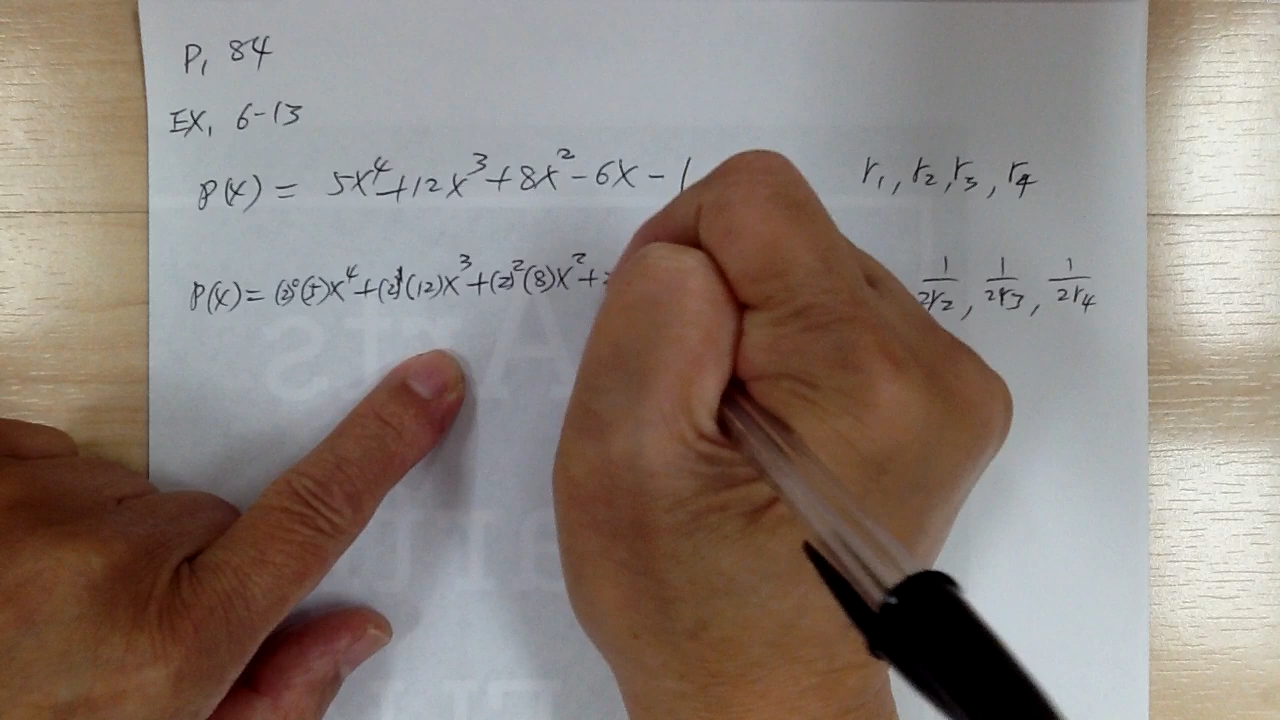 P, 84
EX, 6-13
P(x) = 5x⁴+12x³+8x²-6x-1 r₁, r₂, r₃, r₄
P(x) = (2)⁰(5)x⁴+(2)¹(12)x³+(2)²(8)x²+ 1/2r₂, 1/2r₃, 1/2r₄